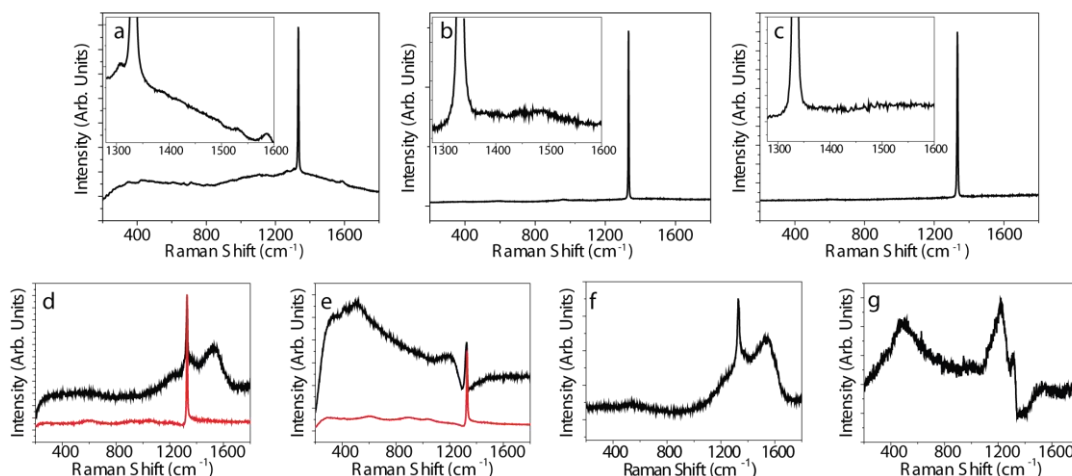 a
Intensity (Arb. Units)
1300 1400 1500 1600
400 800 1200 1600
Raman Shift (cm⁻¹)
b
Intensity (Arb. Units)
1300 1400 1500 1600
400 800 1200 1600
Raman Shift (cm⁻¹)
c
Intensity (Arb. Units)
1300 1400 1500 1600
400 800 1200 1600
Raman Shift (cm⁻¹)
d
Intensity (Arb. Units)
400 800 1200 1600
Raman Shift (cm⁻¹)
e
Intensity (Arb. Units)
400 800 1200 1600
Raman Shift (cm⁻¹)
f
Intensity (Arb. Units)
400 800 1200 1600
Raman Shift (cm⁻¹)
g
Intensity (Arb. Units)
400 800 1200 1600
Raman Shift (cm⁻¹)